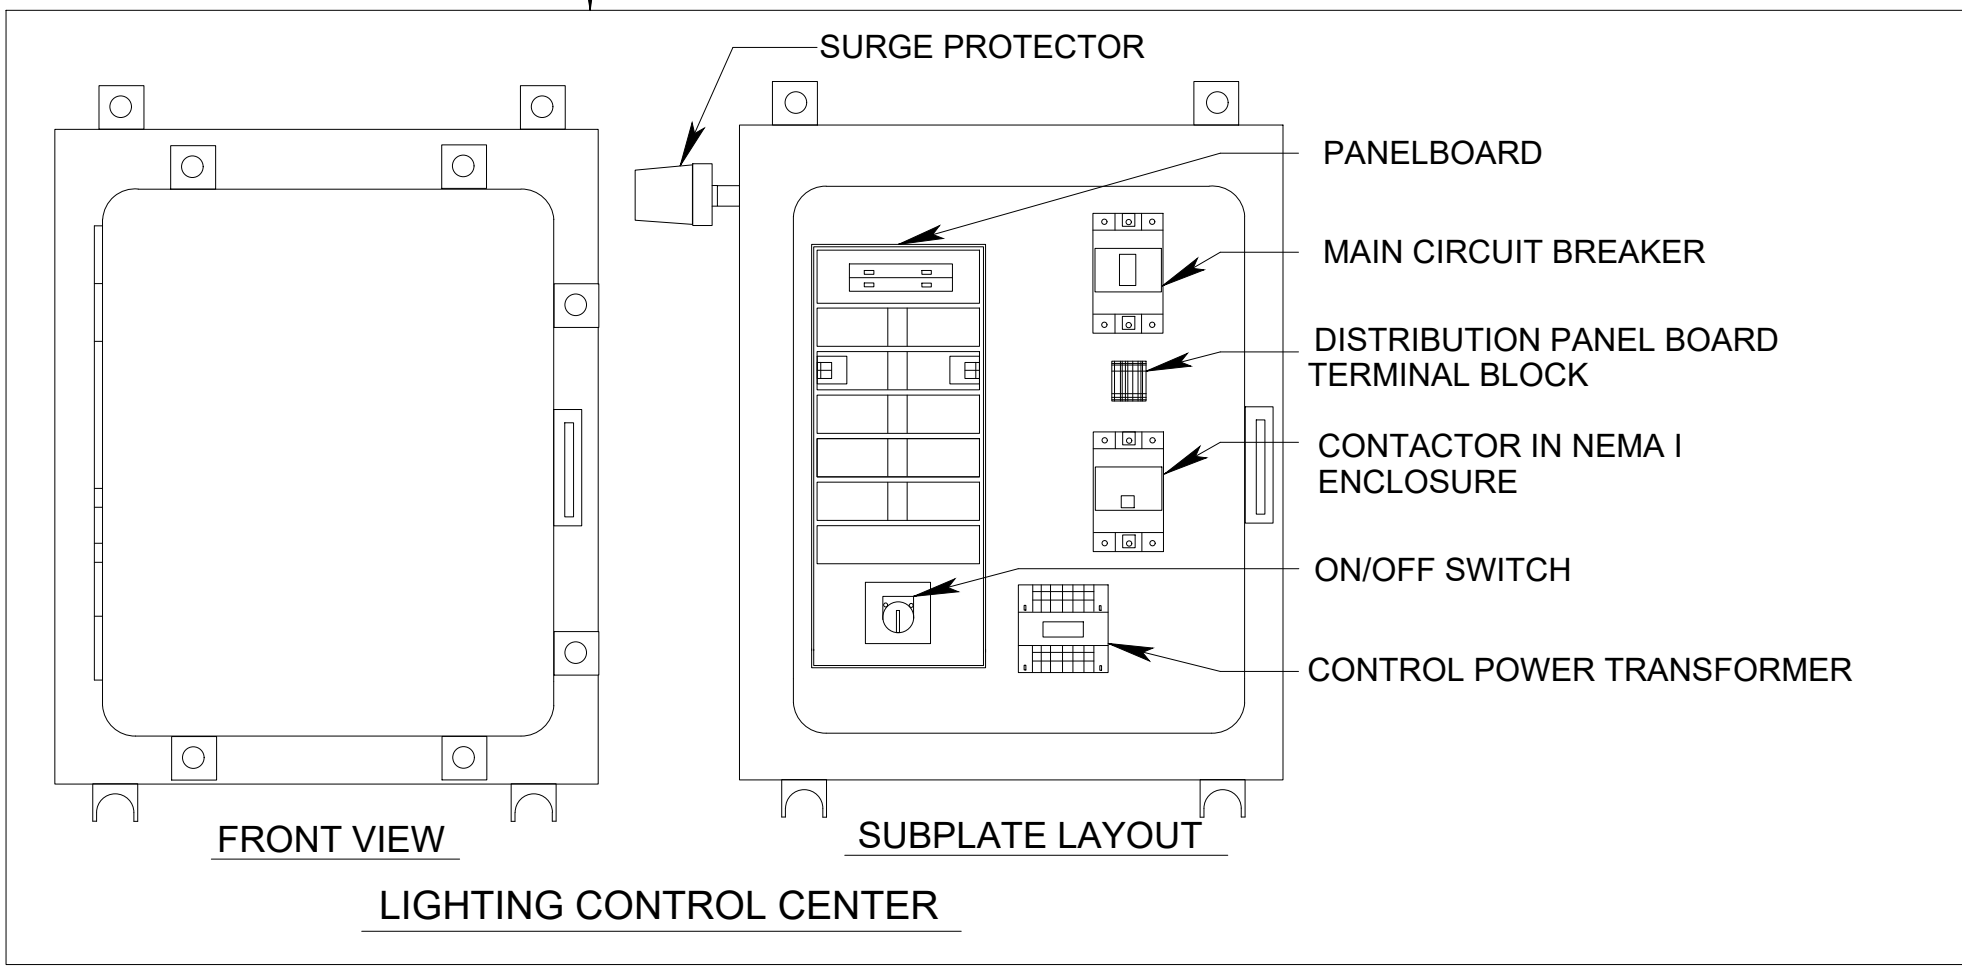 SURGE PROTECTOR
PANELBOARD
MAIN CIRCUIT BREAKER
DISTRIBUTION PANEL BOARD
TERMINAL BLOCK
CONTACTOR IN NEMA I
ENCLOSURE
ON/OFF SWITCH
CONTROL POWER TRANSFORMER
FRONT VIEW
SUBPLATE LAYOUT
LIGHTING CONTROL CENTER